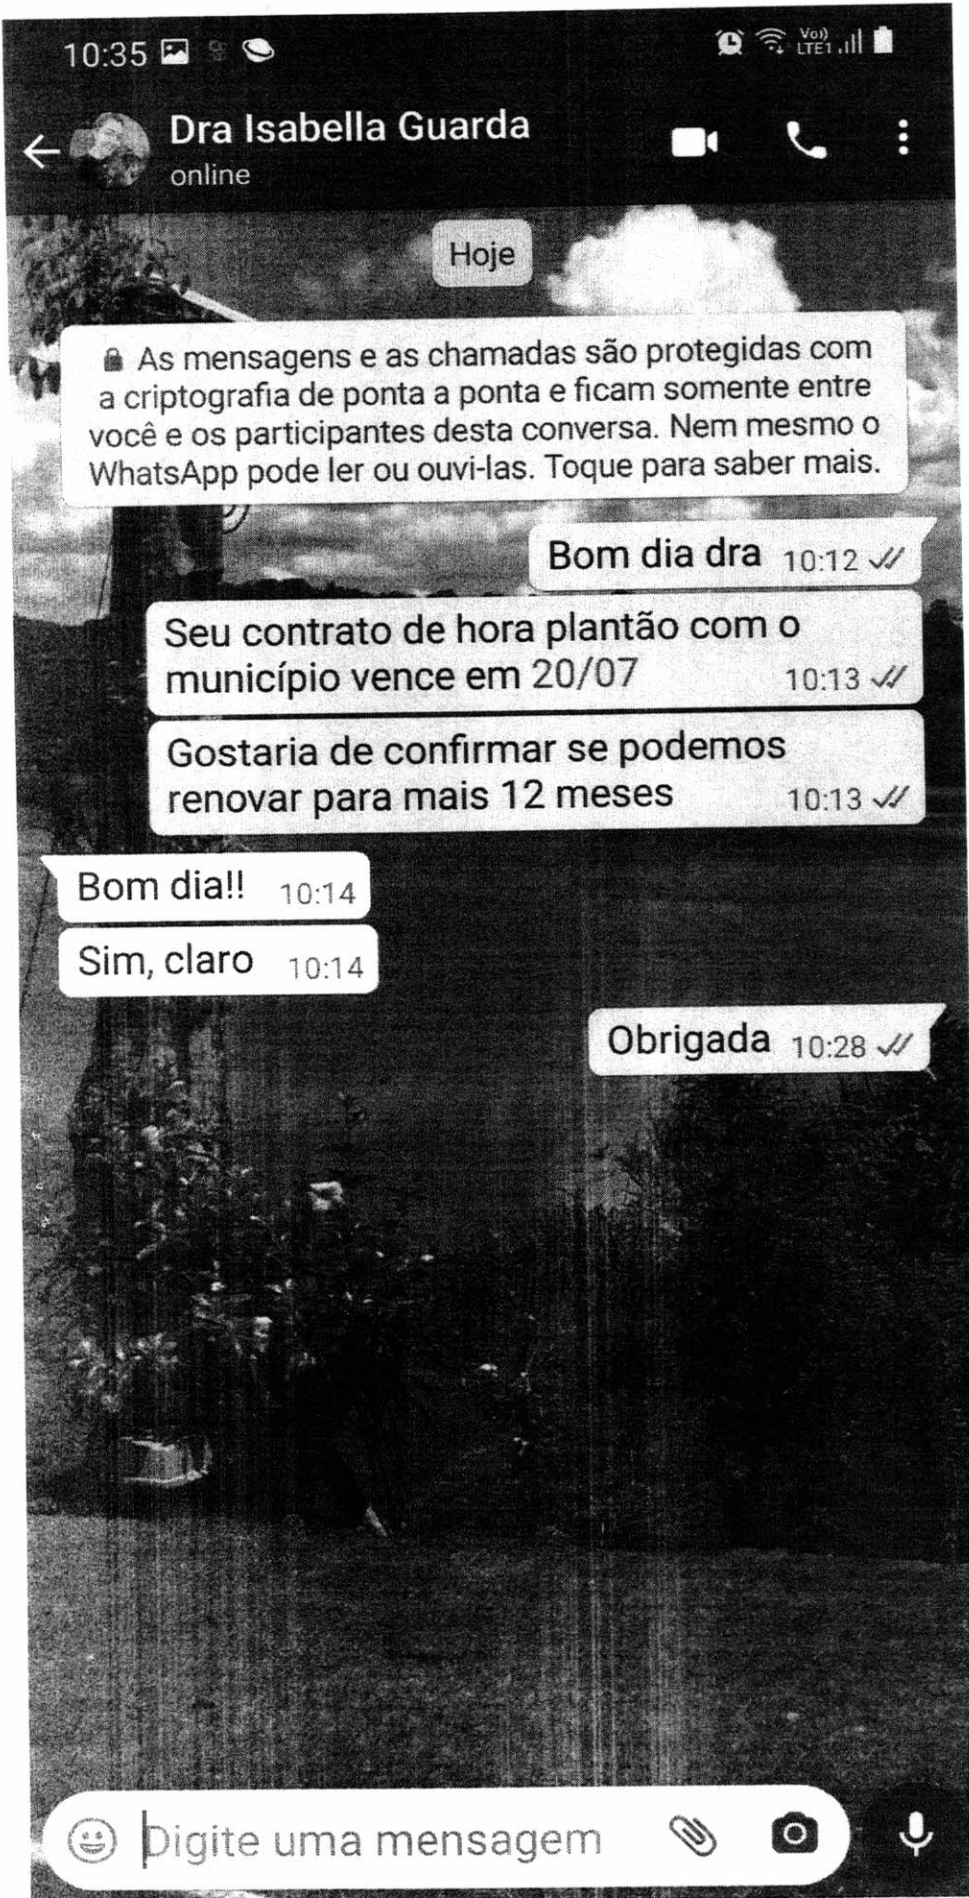 10:35
Vo)) LTE1
Dra Isabella Guarda
online
Hoje
As mensagens e as chamadas são protegidas com
a criptografia de ponta a ponta e ficam somente entre
você e os participantes desta conversa. Nem mesmo o
WhatsApp pode ler ou ouvi-las. Toque para saber mais.
Bom dia dra 10:12
Seu contrato de hora plantão com o
município vence em 20/07 10:13
Gostaria de confirmar se podemos
renovar para mais 12 meses 10:13
Bom dia!! 10:14
Sim, claro 10:14
Obrigada 10:28
Digite uma mensagem